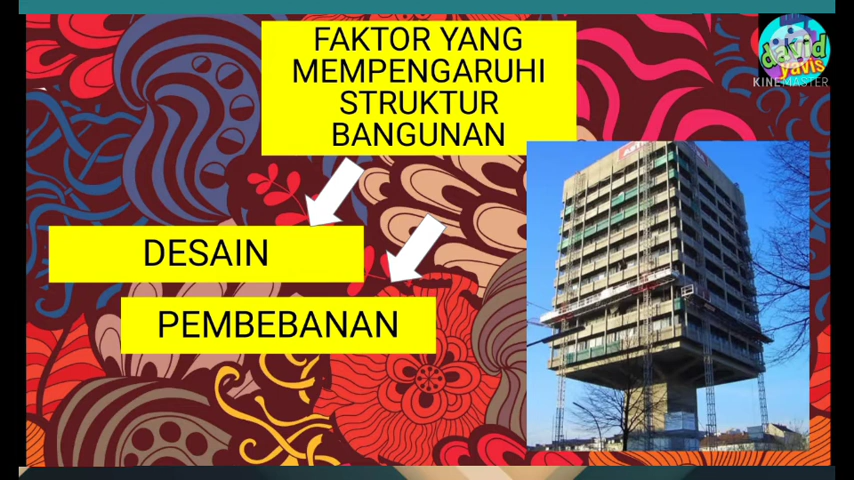 FAKTOR YANG
MEMPENGARUHI
STRUKTUR
BANGUNAN
DESAIN
PEMBEBANAN
david
yavis
KINEMASTER